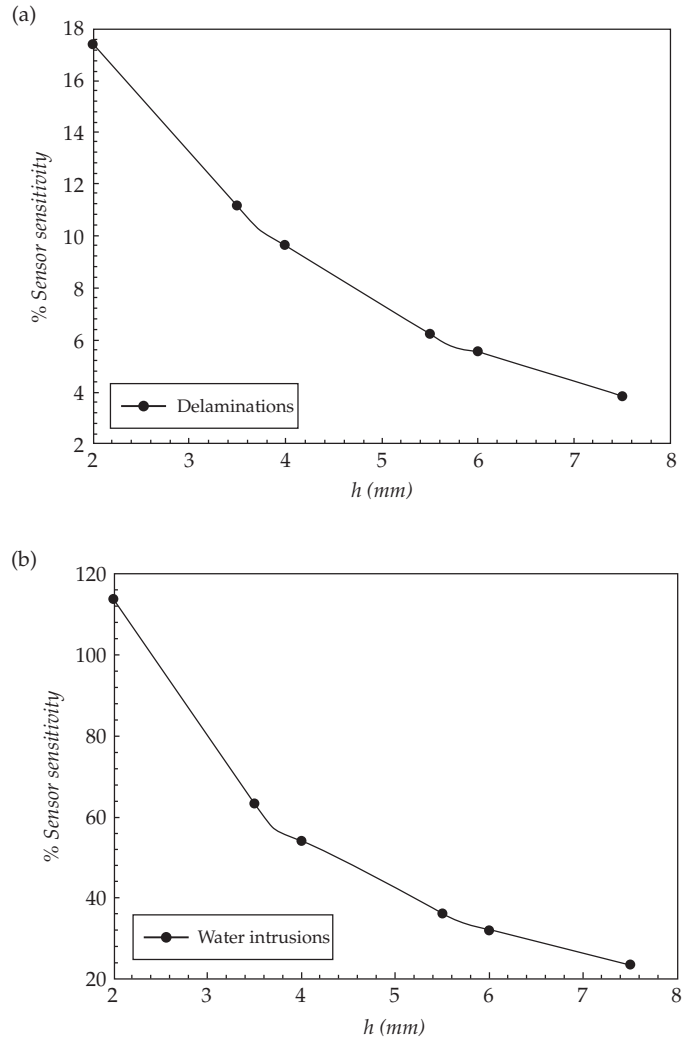 (a)
18
16
14
12
10
8
6
4
2
% Sensor sensitivity
Delaminations
2 3 4 5 6 7 8
h (mm)
(b)
120
100
80
60
40
20
% Sensor sensitivity
Water intrusions
2 3 4 5 6 7 8
h (mm)